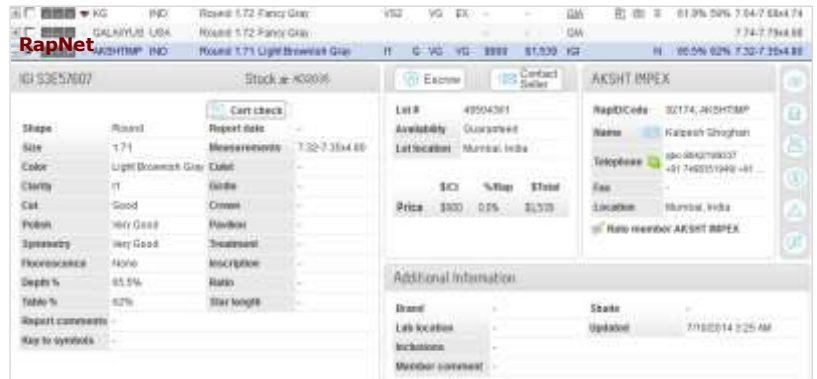 KG IND Round 1.72 Fancy Gray VS2 VG EX - - GIA 61.9% 59% 7.64-7.68x4.74
GALAXYUS USA Round 1.72 Fancy Gray GIA 7.74-7.79x4.68
RapNet
AKSHTIMP IND Round 1.71 Light Brownish Gray I1 G VG VG $900 $1,539 IGI N 65.5% 62% 7.32-7.35x4.80
IGI S3E57607 Stock #:
Cert check
Shape Round Report date -
Size 1.71 Measurements 7.32-7.35x4.80
Color Light Brownish Gray Culet -
Clarity I1 Girdle -
Cut Good Crown -
Polish Very Good Pavilion -
Symmetry Very Good Treatment -
Fluorescence None Inscription -
Depth % 65.5% Ratio -
Table % 62% Star length -
Report comments -
Key to symbols -
Escrow Contact Seller
Lot # 49504301
Availability Guaranteed
Lot location Mumbai, India
$/Ct %/Rap $Total
Price $900 0.0% $1,539
AKSHT IMPEX
RapID/Code 92174, AKSHTIMP
Name Kalpesh Ghoghari
Telephone
Fax -
Location Mumbai, India
Rate member AKSHT IMPEX
Additional Information
Brand - Shade -
Lab location - Updated 7/10/2014 3:25 AM
Inclusions -
Member comment -